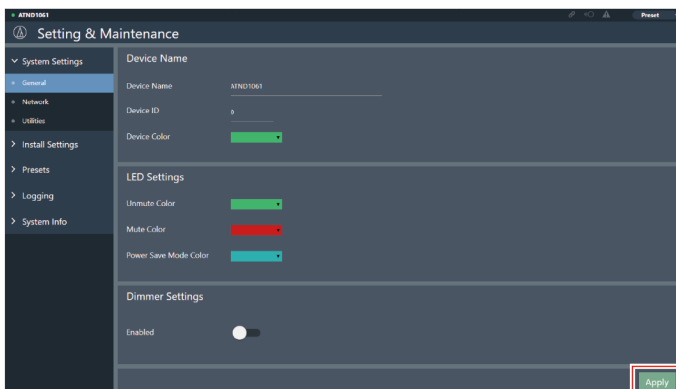 ATND1061
Preset
Setting & Maintenance
System Settings
General
Network
Utilities
Install Settings
Presets
Logging
System Info
Device Name
Device Name ATND1061
Device ID 0
Device Color
LED Settings
Unmute Color
Mute Color
Power Save Mode Color
Dimmer Settings
Enabled
Apply